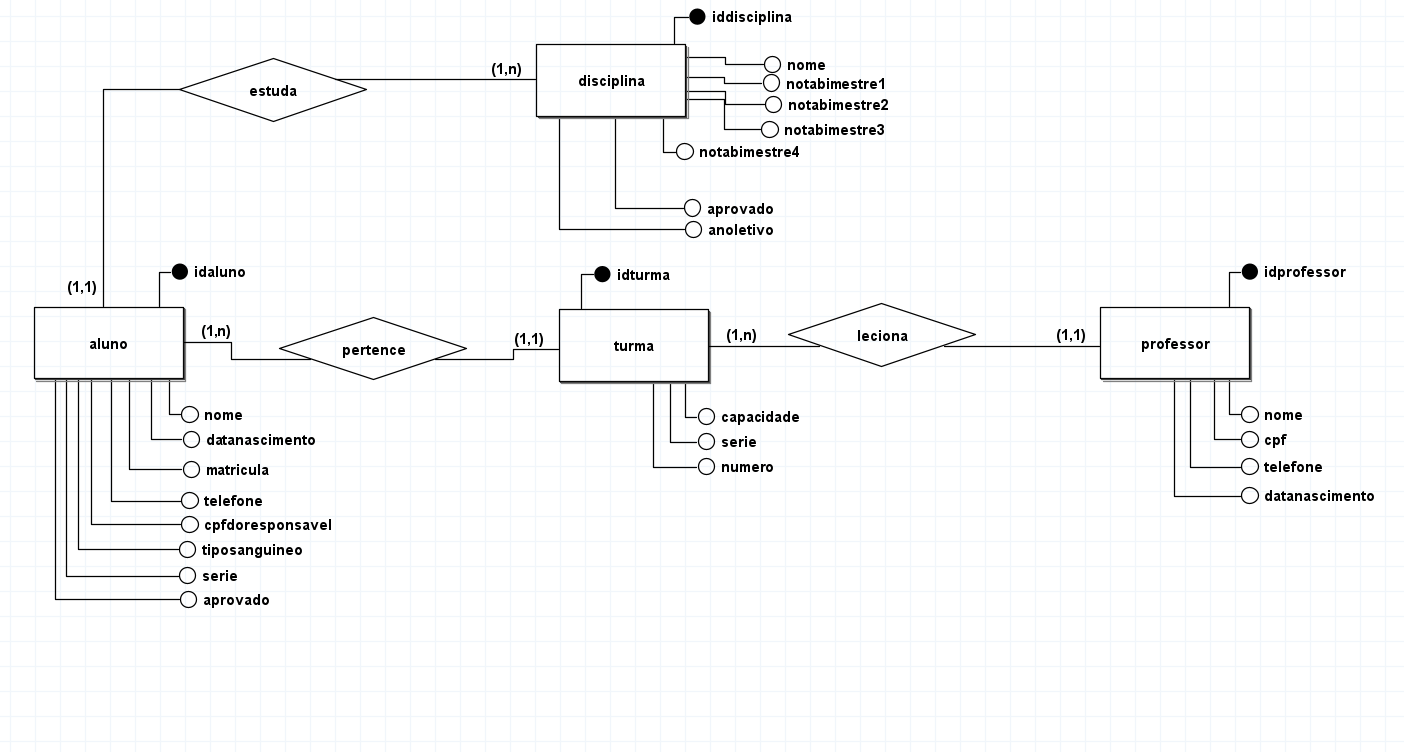 iddisciplina
(1,n)
disciplina
estuda
nome
notabimestre1
notabimestre2
notabimestre3
notabimestre4
aprovado
anoletivo
(1,1)
idaluno
aluno
(1,n)
pertence
(1,1)
idturma
turma
(1,n)
leciona
(1,1)
idprofessor
professor
nome
datanascimento
matricula
telefone
cpfdoresponsavel
tiposanguineo
serie
aprovado
capacidade
serie
numero
nome
cpf
telefone
datanascimento